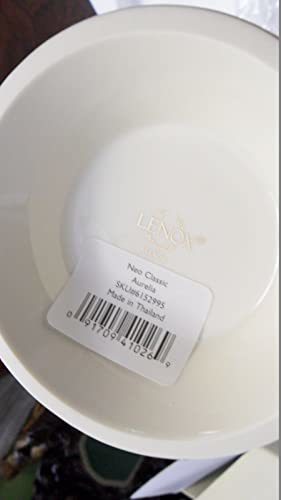 LENOX®
Neo Classic
Aurelia
SKU#6152995
Made in Thailand
0 91709 41026 9